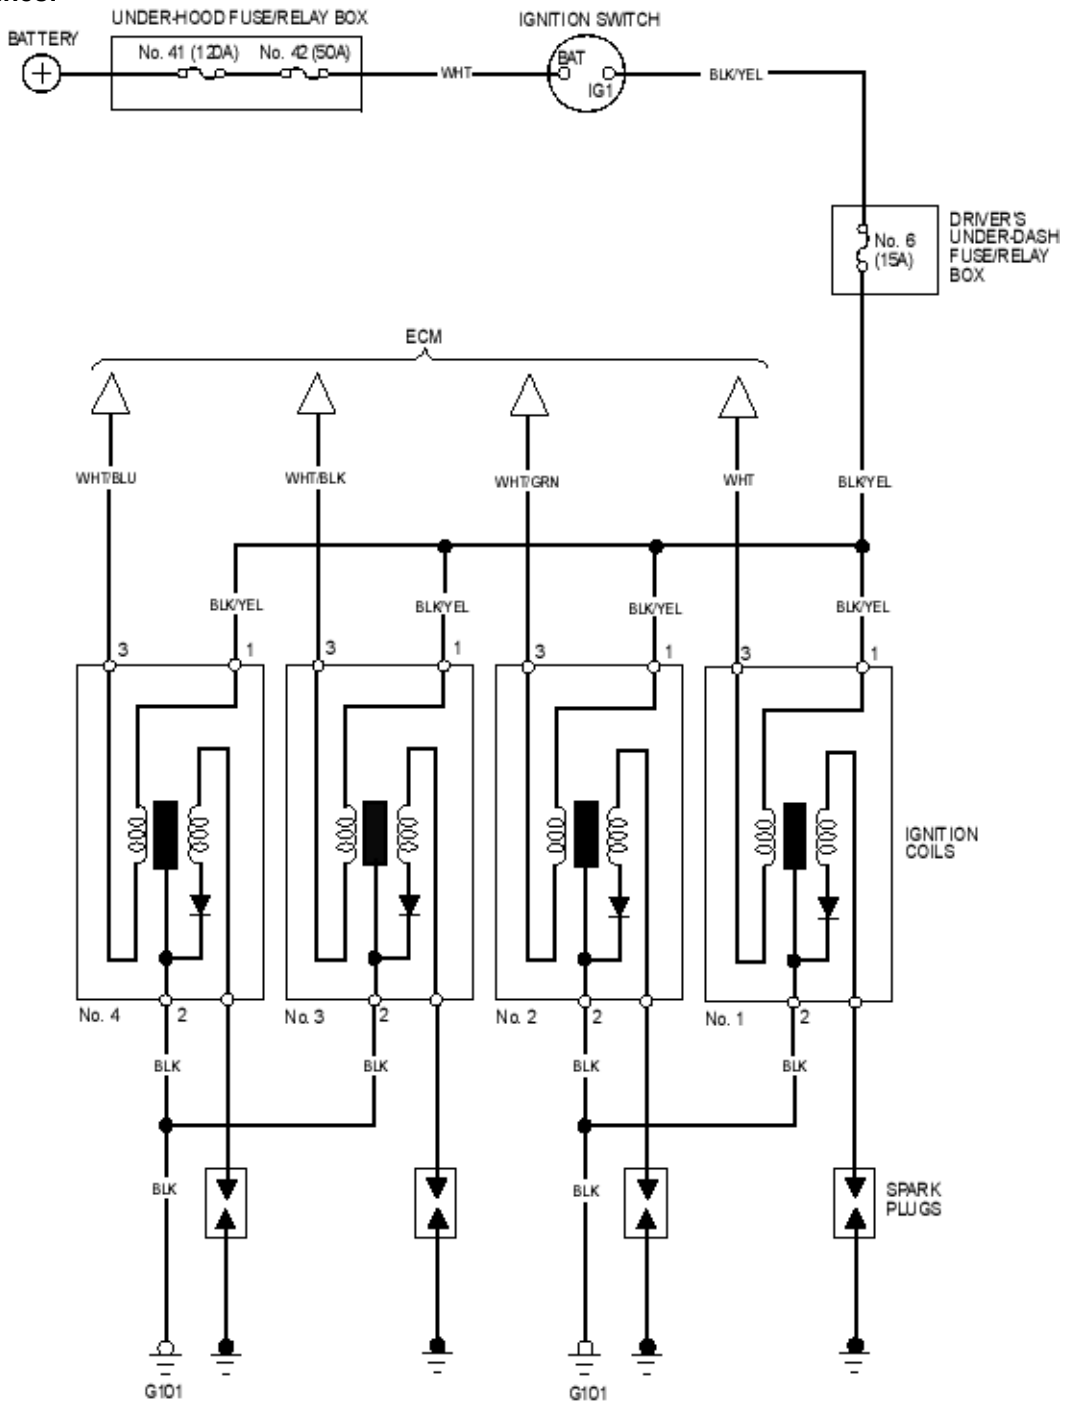 UNDER-HOOD FUSE/RELAY BOX
IGNITION SWITCH
BATTERY
No. 41 (120A)
No. 42 (50A)
BAT
WHT
IG1
BLK/YEL
DRIVER'S
UNDER-DASH
FUSE/RELAY
BOX
No. 6
(15A)
ECM
WHT/BLU
WHT/BLK
WHT/GRN
WHT
BLK/YEL
BLK/YEL
BLK/YEL
BLK/YEL
BLK/YEL
3
1
3
1
3
1
3
1
IGNITION
COILS
No. 4
2
No. 3
2
No. 2
2
No. 1
2
BLK
BLK
BLK
BLK
BLK
BLK
SPARK
PLUGS
G101
G101